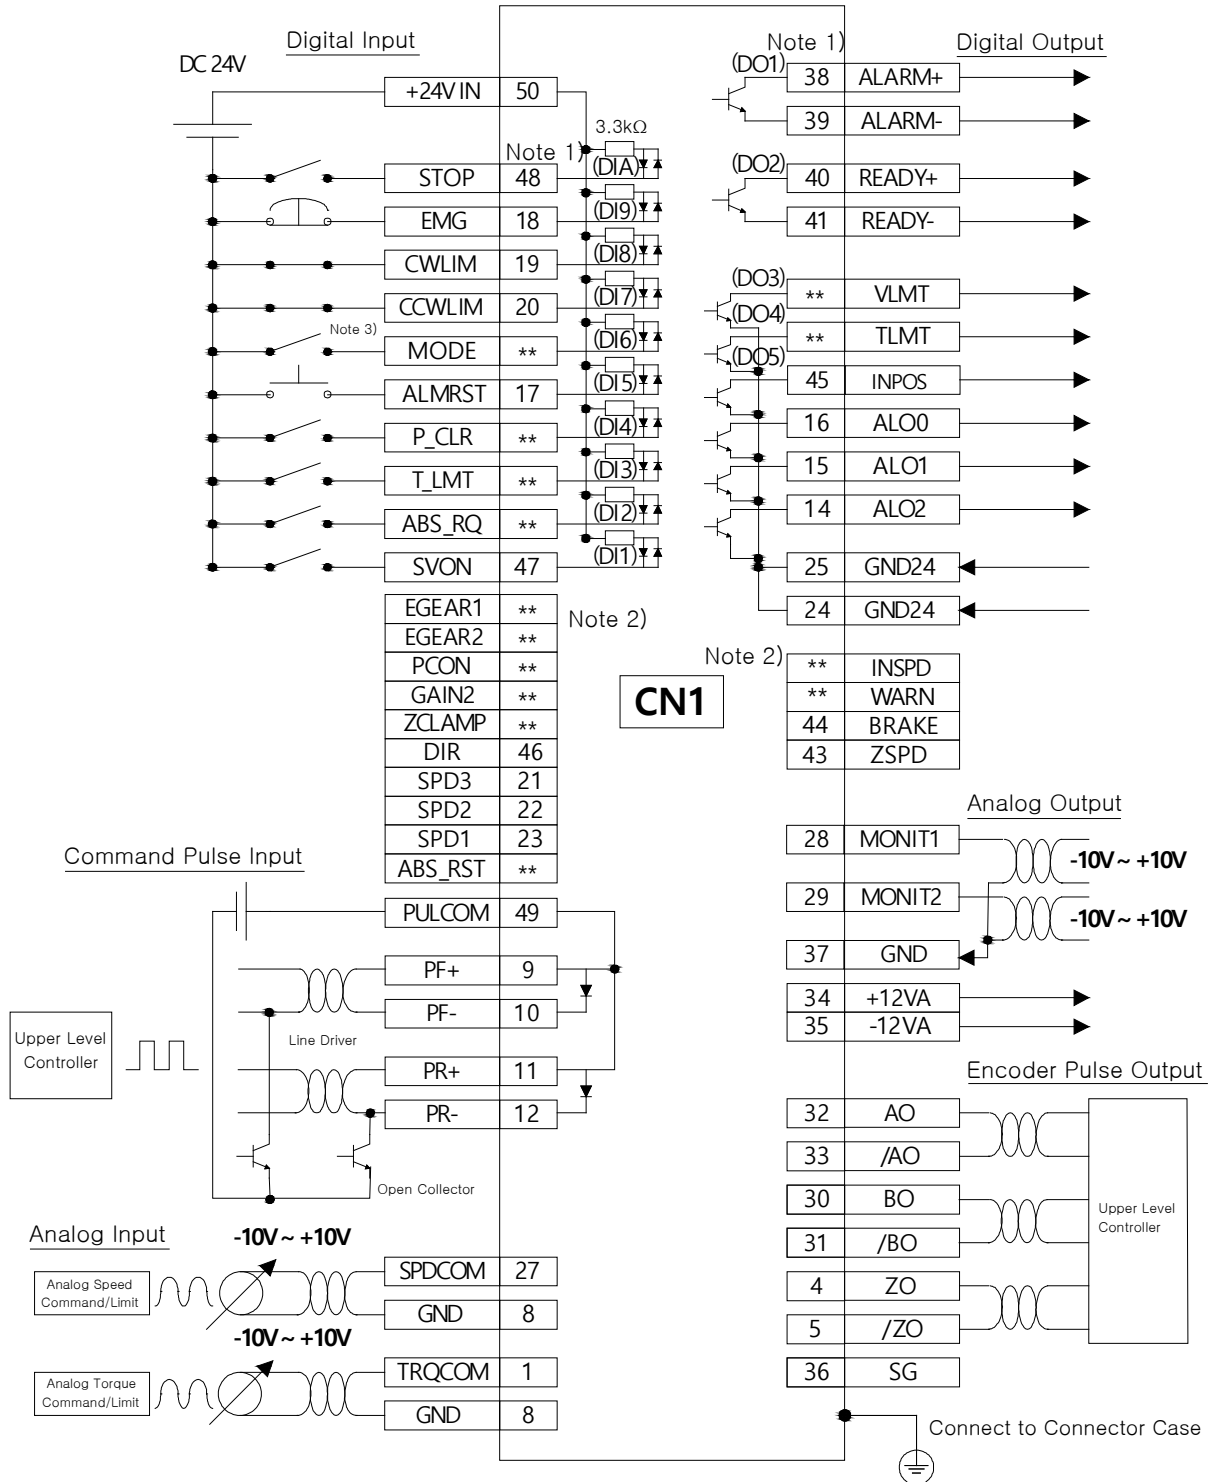 Digital Input
DC 24V
+24V IN 50
3.3kΩ
Note 1)
STOP 48 (DIA)
EMG 18 (DI9)
CWLIM 19 (DI8)
CCWLIM 20 (DI7)
Note 3)
MODE ** (DI6)
ALMRST 17 (DI5)
P_CLR ** (DI4)
T_LMT ** (DI3)
ABS_RQ ** (DI2)
SVON 47 (DI1)
EGEAR1 **
Note 2)
EGEAR2 **
PCON **
GAIN2 **
ZCLAMP **
DIR 46
SPD3 21
SPD2 22
SPD1 23
ABS_RST **
CN1
Note 1)
Digital Output
(DO1)
38 ALARM+
39 ALARM-
(DO2)
40 READY+
41 READY-
(DO3)
** VLMT
(DO4)
** TLMT
(DO5)
45 INPOS
16 ALO0
15 ALO1
14 ALO2
25 GND24
24 GND24
Note 2)
** INSPD
** WARN
44 BRAKE
43 ZSPD
Command Pulse Input
PULCOM 49
PF+ 9
PF- 10
Line Driver
Upper Level
Controller
PR+ 11
PR- 12
Open Collector
Analog Input
-10V ~ +10V
Analog Speed
Command/Limit
SPDCOM 27
GND 8
-10V ~ +10V
Analog Torque
Command/Limit
TRQCOM 1
GND 8
Analog Output
28 MONIT1
-10V ~ +10V
29 MONIT2
-10V ~ +10V
37 GND
34 +12VA
35 -12VA
Encoder Pulse Output
32 AO
33 /AO
30 BO
31 /BO
4 ZO
5 /ZO
36 SG
Upper Level
Controller
Connect to Connector Case